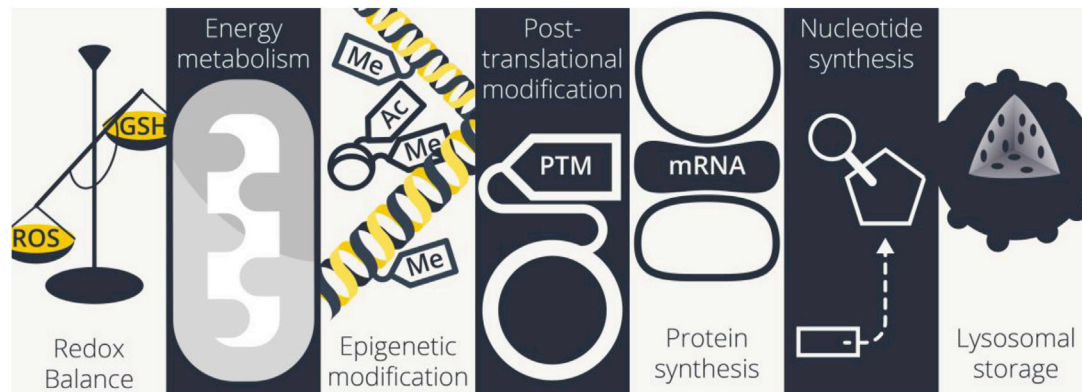 GSH
ROS
Redox
Balance
Energy
metabolism
Me
Ac
Me
Me
Epigenetic
modification
Post-
translational
modification
PTM
mRNA
Protein
synthesis
Nucleotide
synthesis
Lysosomal
storage